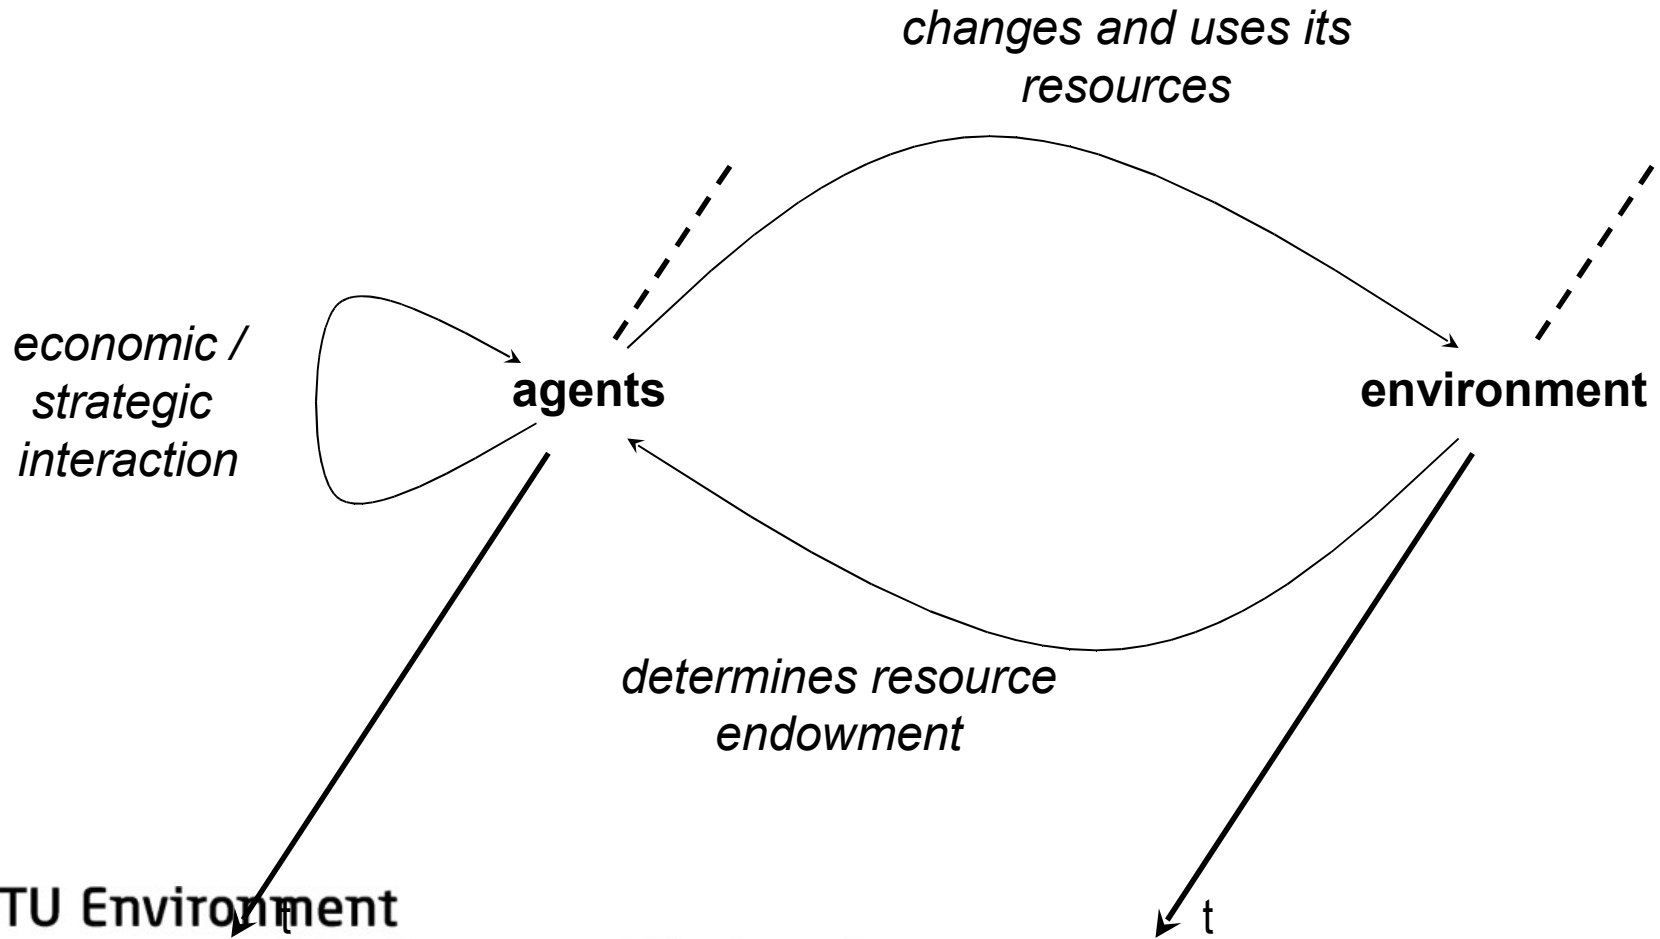 changes and uses its
resources
economic /
strategic
interaction
agents
environment
determines resource
endowment
TU Environment
t
t